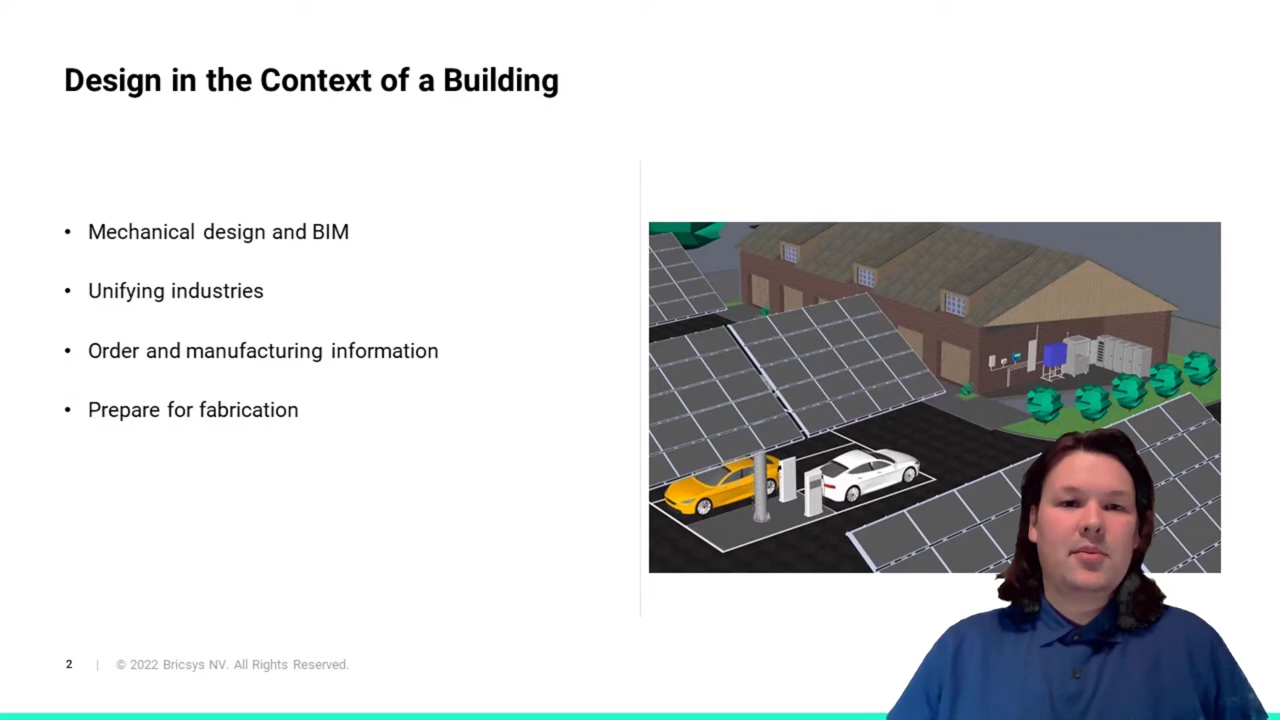 Design in the Context of a Building
• Mechanical design and BIM
• Unifying industries
• Order and manufacturing information
• Prepare for fabrication
2 | © 2022 Bricsys NV. All Rights Reserved.